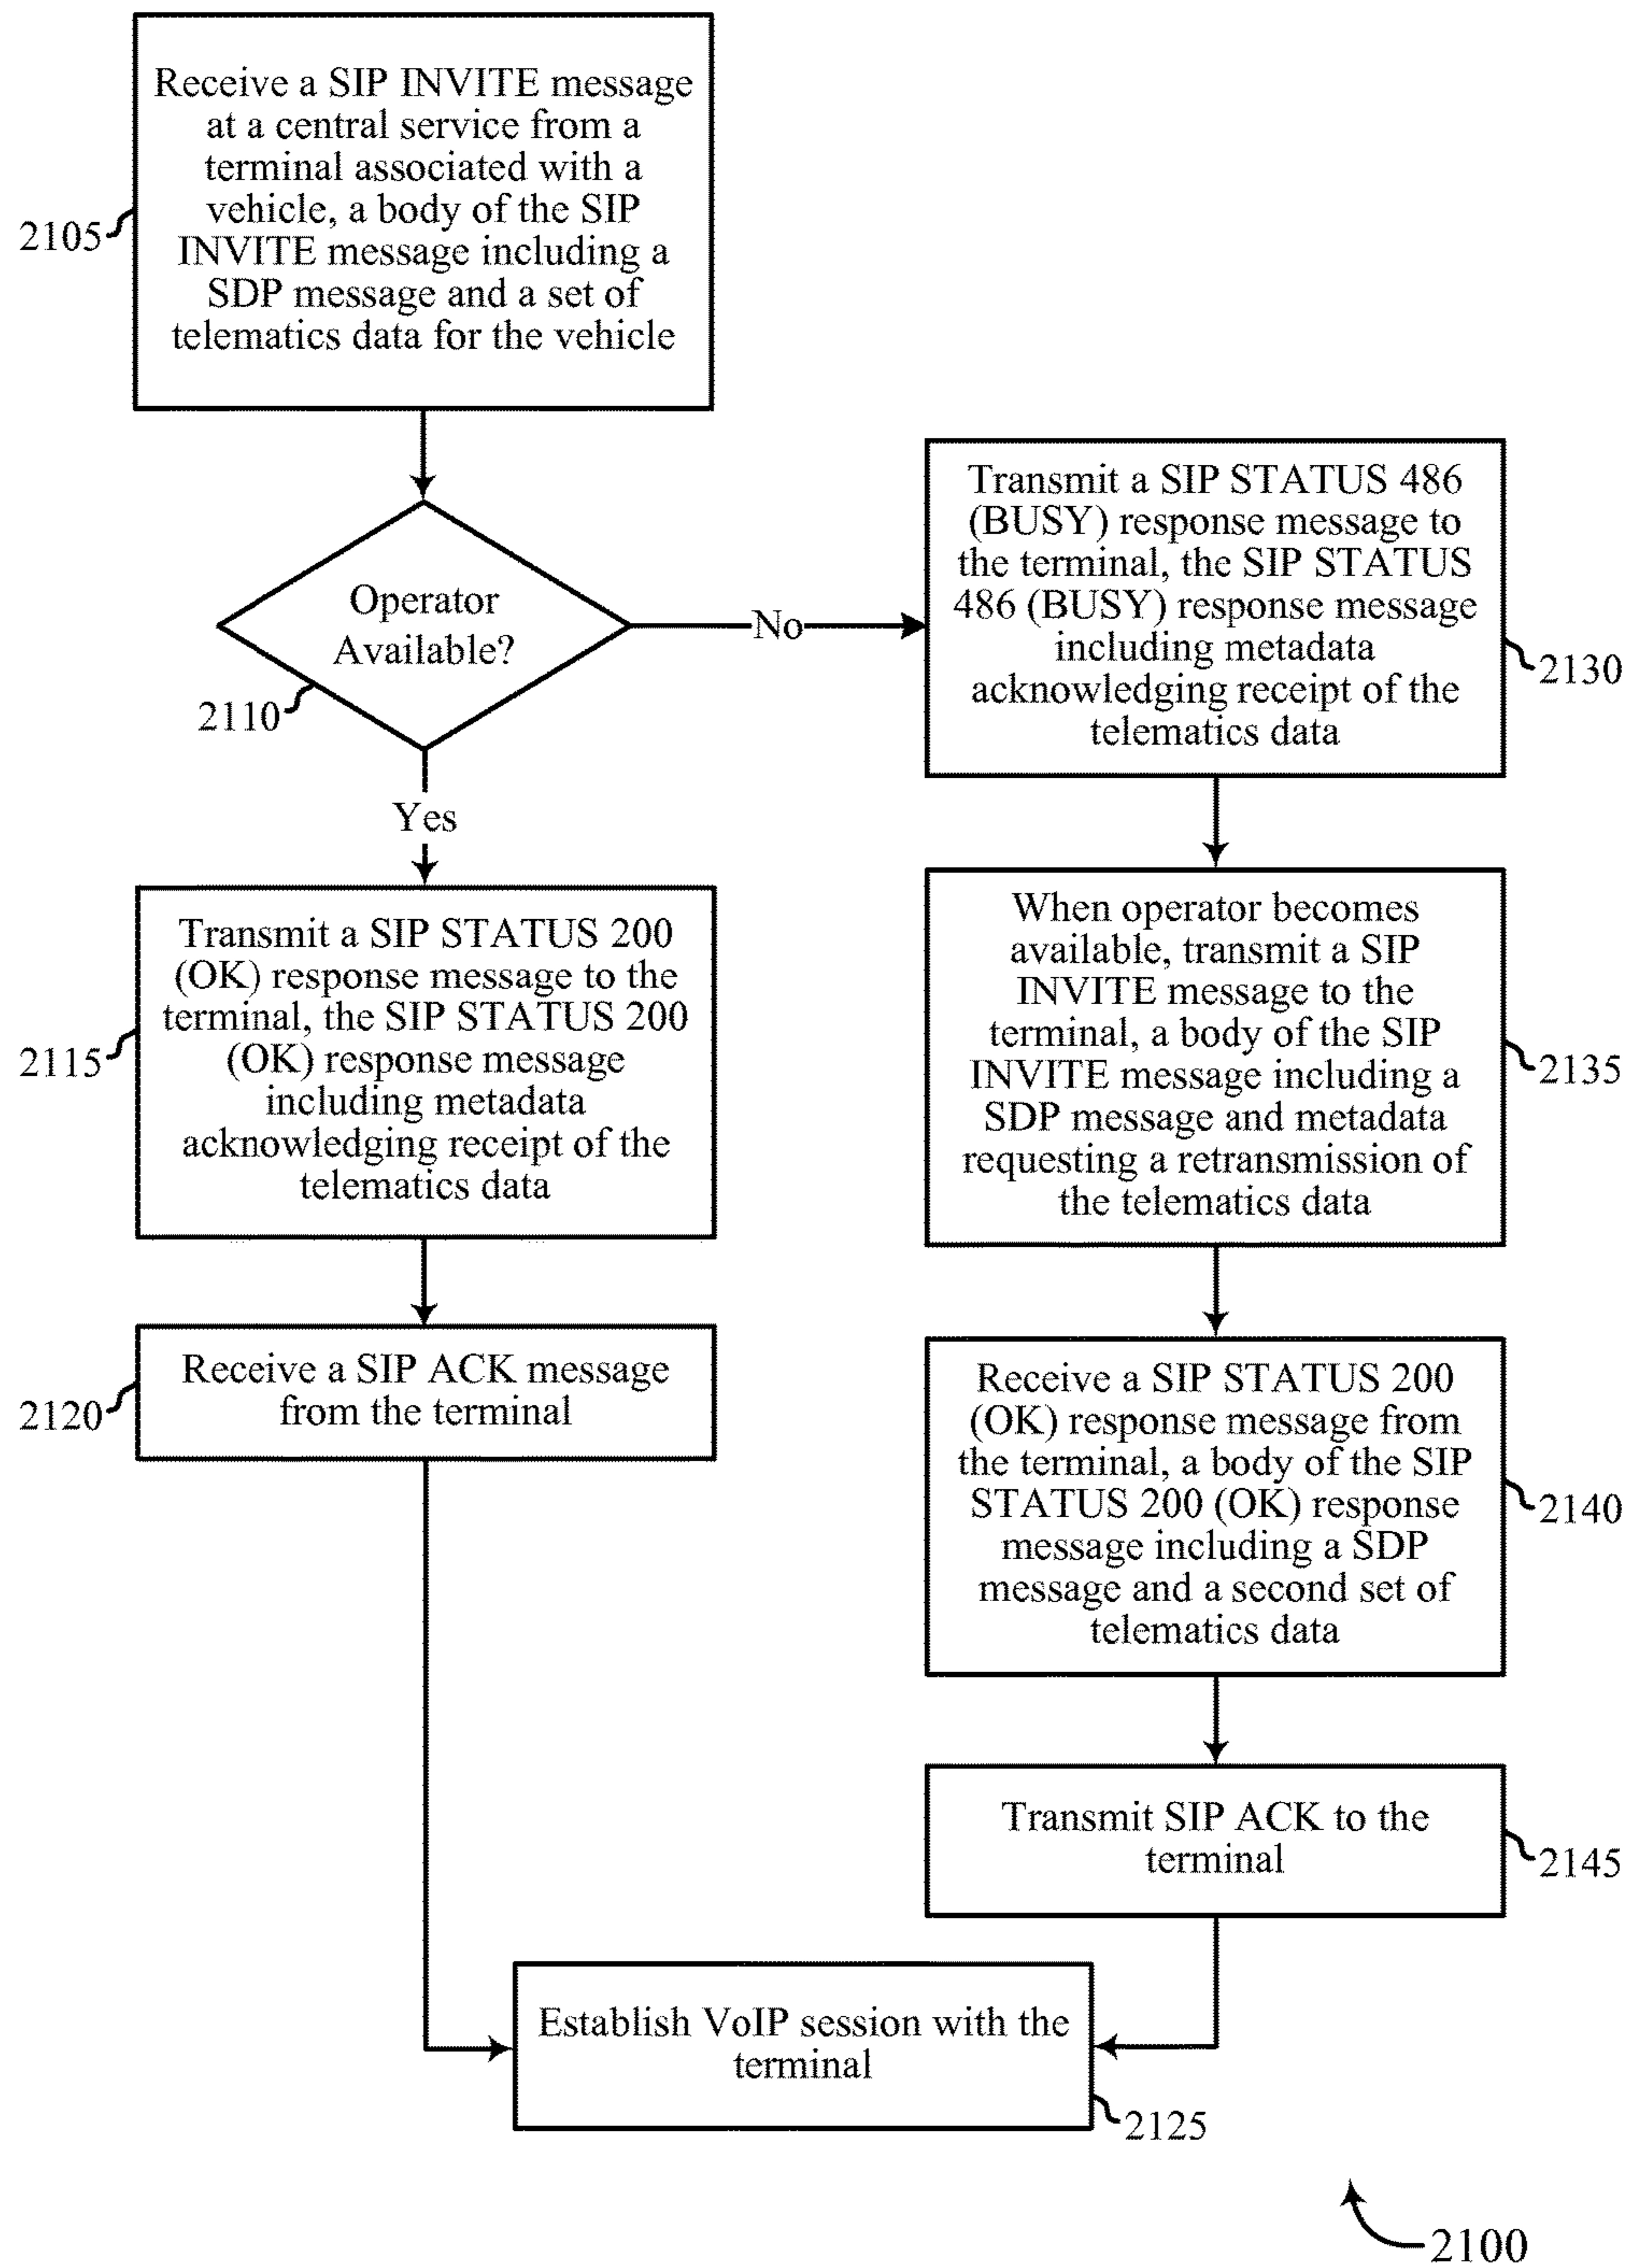 Receive a SIP INVITE message
at a central service from a
terminal associated with a
vehicle, a body of the SIP
INVITE message including a
SDP message and a set of
telematics data for the vehicle
2105
Operator
Available?
2110
No
Yes
Transmit a SIP STATUS 200
(OK) response message to the
terminal, the SIP STATUS 200
(OK) response message
including metadata
acknowledging receipt of the
telematics data
2115
Receive a SIP ACK message
from the terminal
2120
Transmit a SIP STATUS 486
(BUSY) response message to
the terminal, the SIP STATUS
486 (BUSY) response message
including metadata
acknowledging receipt of the
telematics data
2130
When operator becomes
available, transmit a SIP
INVITE message to the
terminal, a body of the SIP
INVITE message including a
SDP message and metadata
requesting a retransmission of
the telematics data
2135
Receive a SIP STATUS 200
(OK) response message from
the terminal, a body of the SIP
STATUS 200 (OK) response
message including a SDP
message and a second set of
telematics data
2140
Transmit SIP ACK to the
terminal
2145
Establish VoIP session with the
terminal
2125
2100